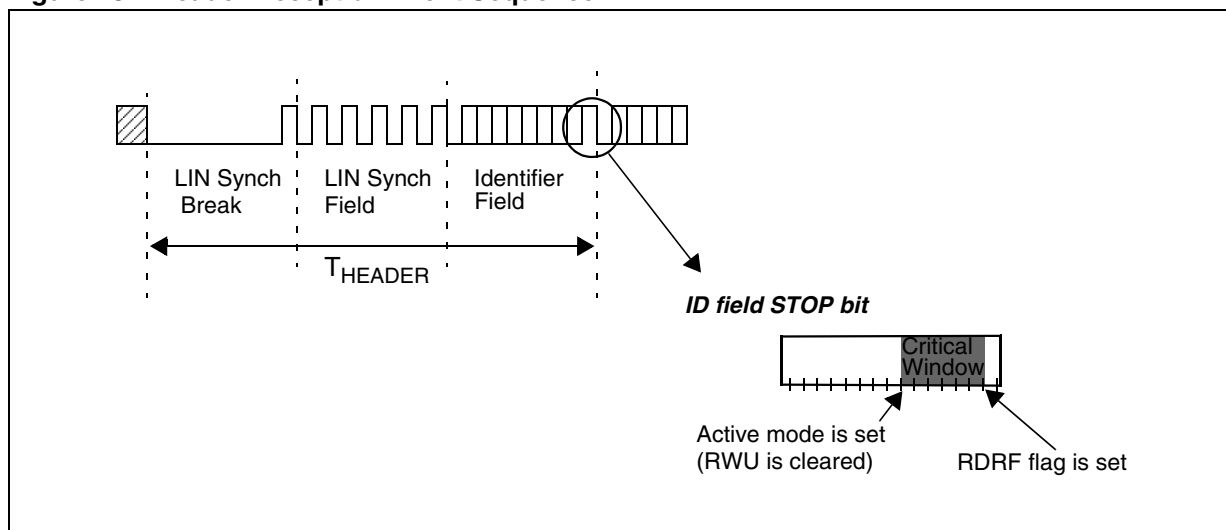 LIN Synch
Break
LIN Synch
Field
Identifier
Field
THEADER
ID field STOP bit
Critical
Window
Active mode is set
(RWU is cleared)
RDRF flag is set